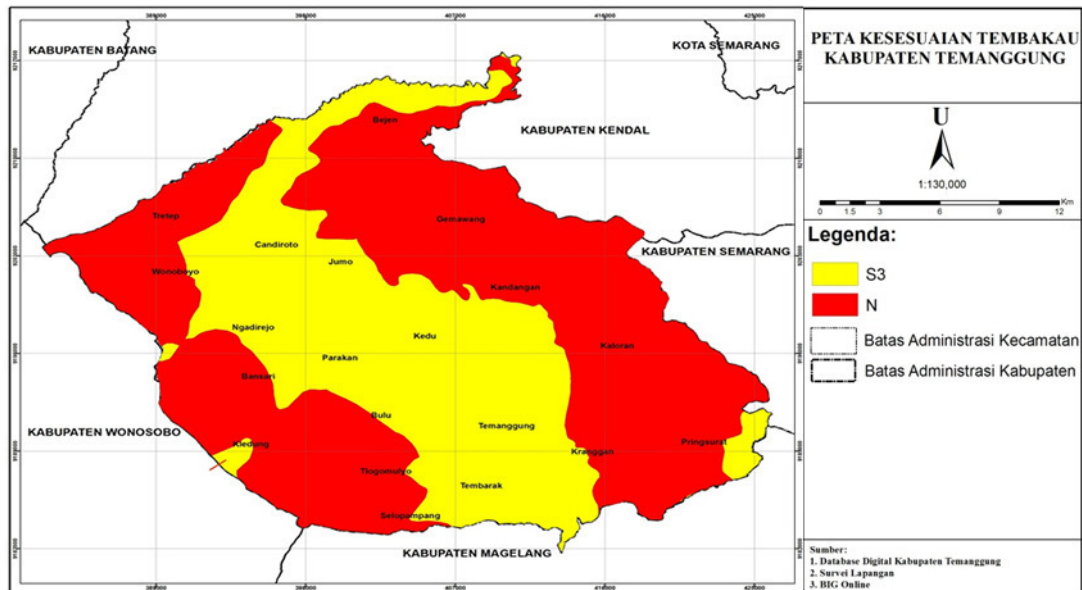 PETA KESESUAIAN TEMBAKAU
KABUPATEN TEMANGGUNG
U
1:130,000
Km
0 1.5 3 6 9 12
Legenda:
S3
N
Batas Administrasi Kecamatan
Batas Administrasi Kabupaten
Sumber:
1. Database Digital Kabupaten Temanggung
2. Survei Lapangan
3. BIG Online
KABUPATEN BATANG
KOTA SEMARANG
KABUPATEN KENDAL
KABUPATEN SEMARANG
KABUPATEN WONOSOBO
KABUPATEN MAGELANG
Bejen
Tretep
Gemawang
Candiroto
Jumo
Wonoboyo
Kandangan
Ngadirejo
Kedu
Kaloran
Parakan
Bansari
Bulu
Temanggung
Kledung
Kranggan
Pringsurat
Tlogomulyo
Tembarak
Selopampang